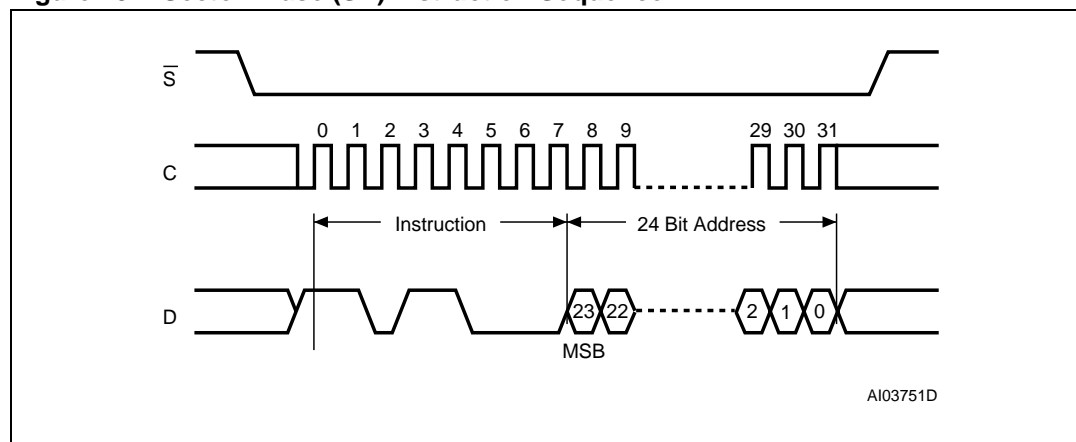 S
0 1 2 3 4 5 6 7 8 9 29 30 31
C
Instruction 24 Bit Address
D
23 22 2 1 0
MSB
AI03751D